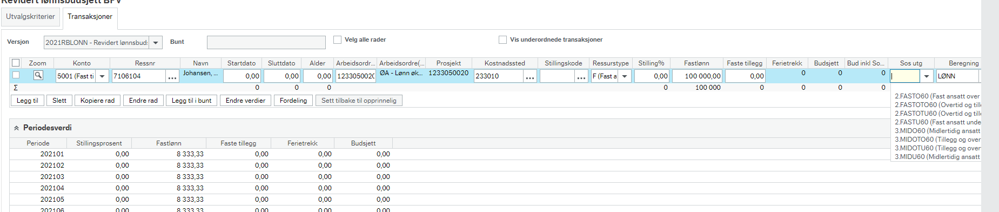 Revidert lønnsbudsjett BFV
Utvalgskriterier Transaksjoner
Versjon 2021RBLONN - Revidert lønnsbuds Bunt Velg alle rader Vis underordnede transaksjoner
Zoom Konto Ressnr Navn Startdato Sluttdato Alder Arbeidsordr... Arbeidsordre(... Prosjekt Kostnadssted Stillingskode Ressurstype Stilling% Fastlønn Faste tillegg Ferietrekk Budsjett Bud inkl So... Sos utg Beregning
5001 (Fast ti 7106104 ... Johansen, ... 0,00 0,00 0,00 1233050020 ØA - Lønn øk... 1233050020 233010 ... ... F (Fast a 0,00 100 000,00 0,00 0 0 0 LØNN
Σ 0 0 0 0 100 000 0 0 0 0
Legg til Slett Kopiere rad Endre rad Legg til i bunt Endre verdier Fordeling Sett tilbake til opprinnelig
2.FASTO60 (Fast ansatt over
2.FASTOTO60 (Overtid og tille
2.FASTOTU60 (Overtid og tille
2.FASTU60 (Fast ansatt unde
3.MIDO60 (Midlertidig ansatt
3.MIDOTO60 (Tillegg og over
3.MIDOTU60 (Tillegg og over
3.MIDU60 (Midlertidig ansatt
Periodesverdi
Periode Stillingsprosent Fastlønn Faste tillegg Ferietrekk Budsjett
202101 0,00 8 333,33 0,00 0,00 0,00
202102 0,00 8 333,33 0,00 0,00 0,00
202103 0,00 8 333,33 0,00 0,00 0,00
202104 0,00 8 333,33 0,00 0,00 0,00
202105 0,00 8 333,33 0,00 0,00 0,00
202106 0,00 8 333,33 0,00 0,00 0,00